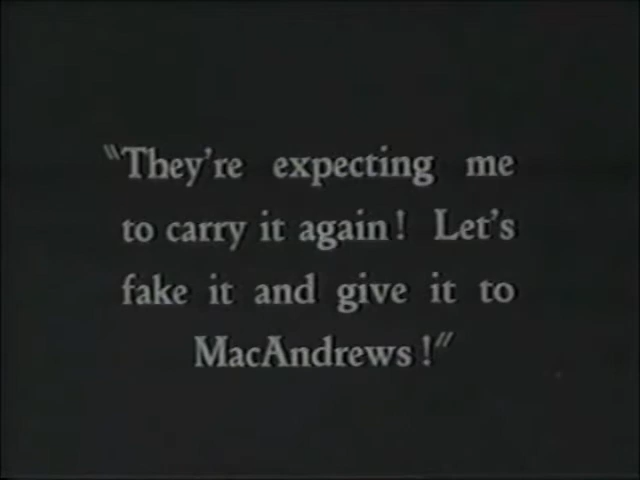 "They're expecting me
to carry it again! Let's
fake it and give it to
MacAndrews!"